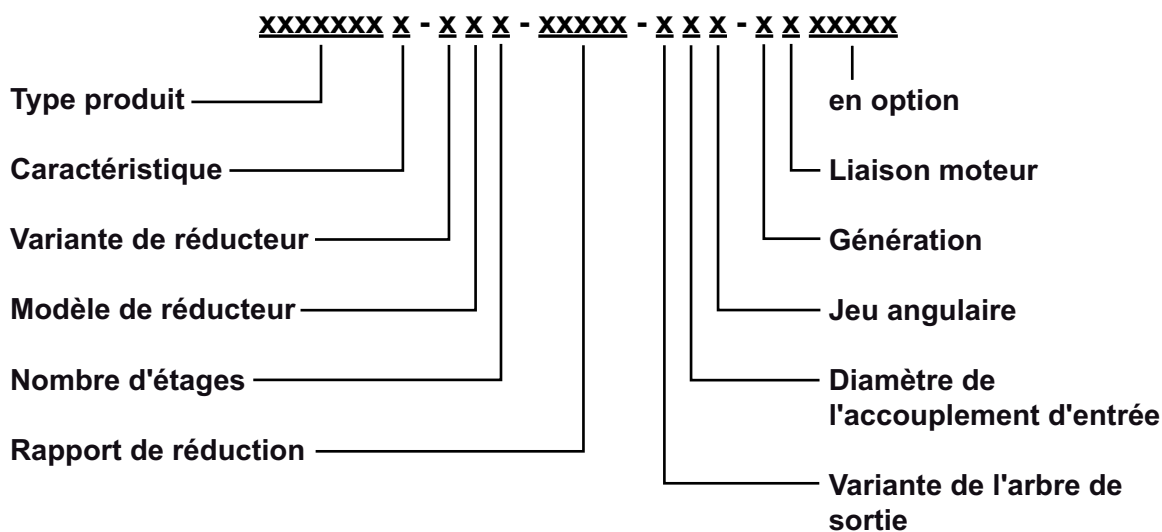 xxxxxxx x - x x x - xxxxx - x x x - x x xxxxx
Type produit
Caractéristique
Variante de réducteur
Modèle de réducteur
Nombre d'étages
Rapport de réduction
en option
Liaison moteur
Génération
Jeu angulaire
Diamètre de
l'accouplement d'entrée
Variante de l'arbre de
sortie